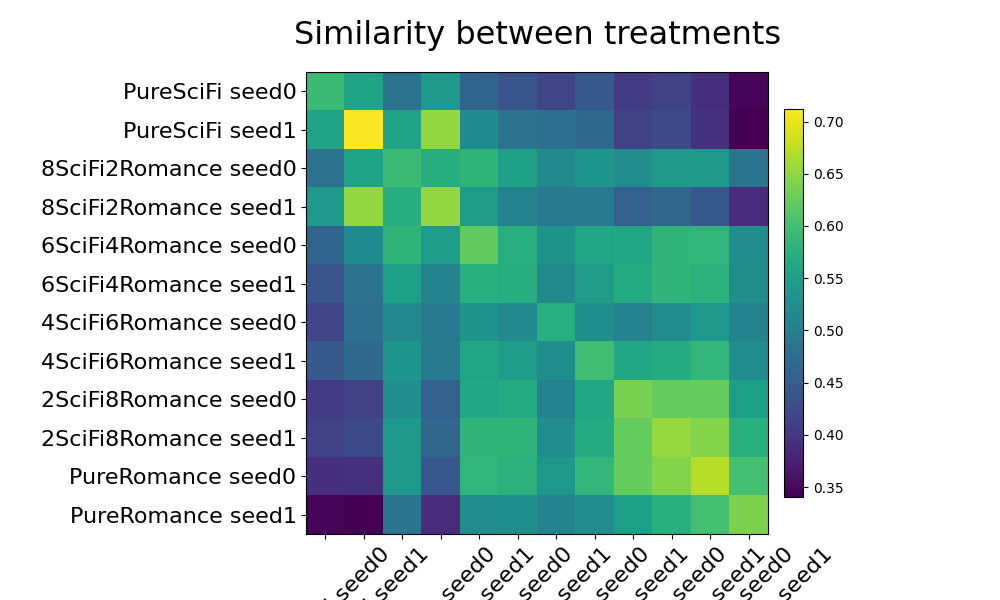 Similarity between treatments
PureSciFi seed0
PureSciFi seed1
8SciFi2Romance seed0
8SciFi2Romance seed1
6SciFi4Romance seed0
6SciFi4Romance seed1
4SciFi6Romance seed0
4SciFi6Romance seed1
2SciFi8Romance seed0
2SciFi8Romance seed1
PureRomance seed0
PureRomance seed1
0.70
0.65
0.60
0.55
0.50
0.45
0.40
0.35
seed0
seed1
seed0
seed1
seed0
seed1
seed0
seed1
seed0
seed1
seed0
seed1